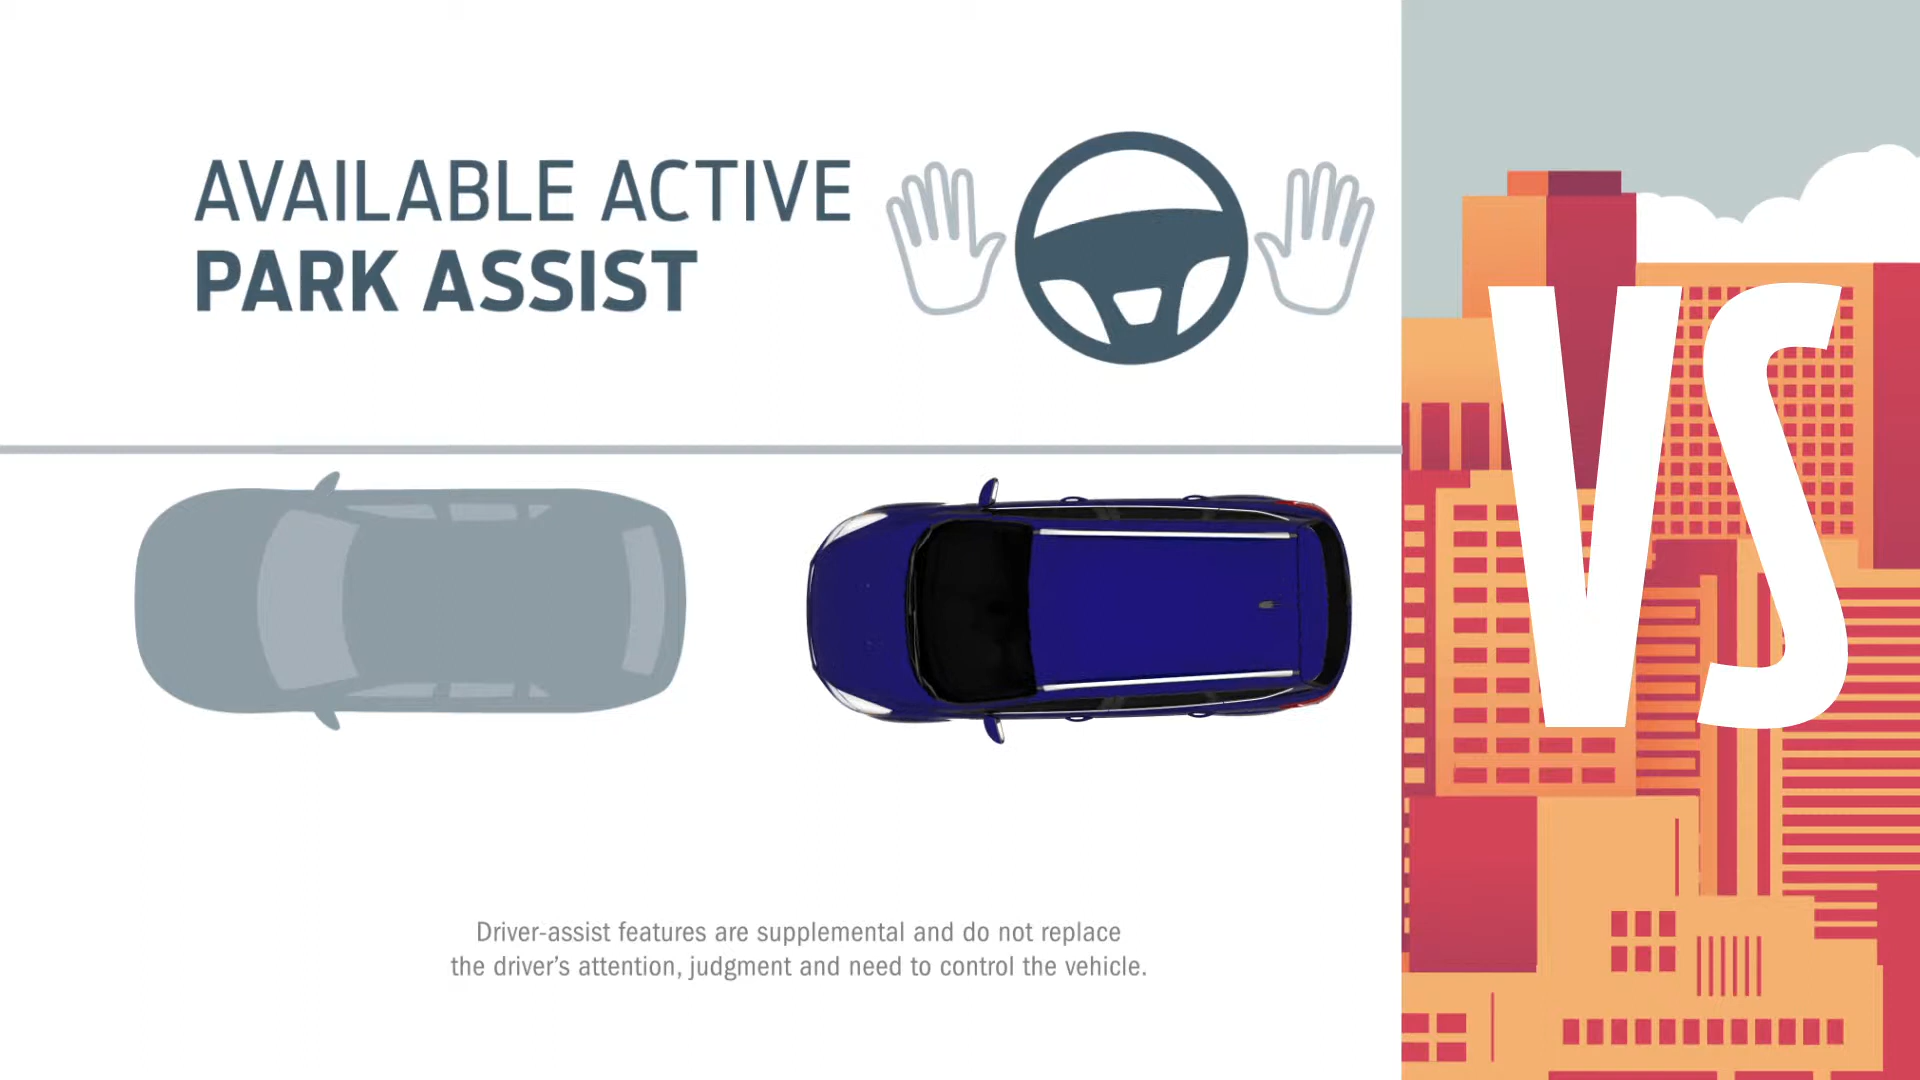 AVAILABLE ACTIVE
PARK ASSIST
VS
Driver-assist features are supplemental and do not replace
the driver’s attention, judgment and need to control the vehicle.